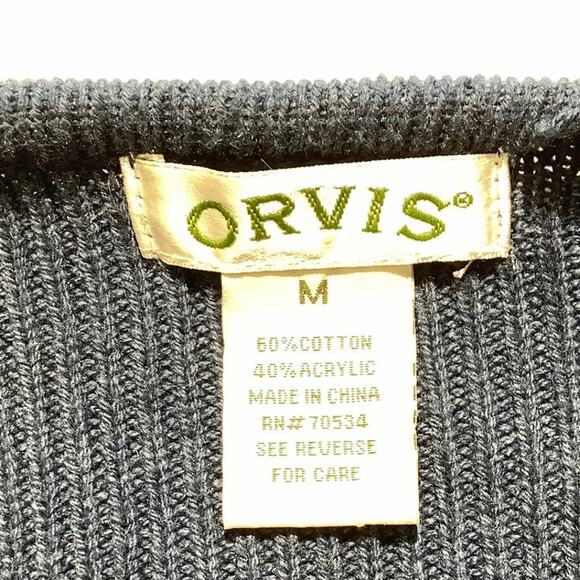 ORVIS®
M
60% COTTON
40% ACRYLIC
MADE IN CHINA
RN# 70534
SEE REVERSE
FOR CARE